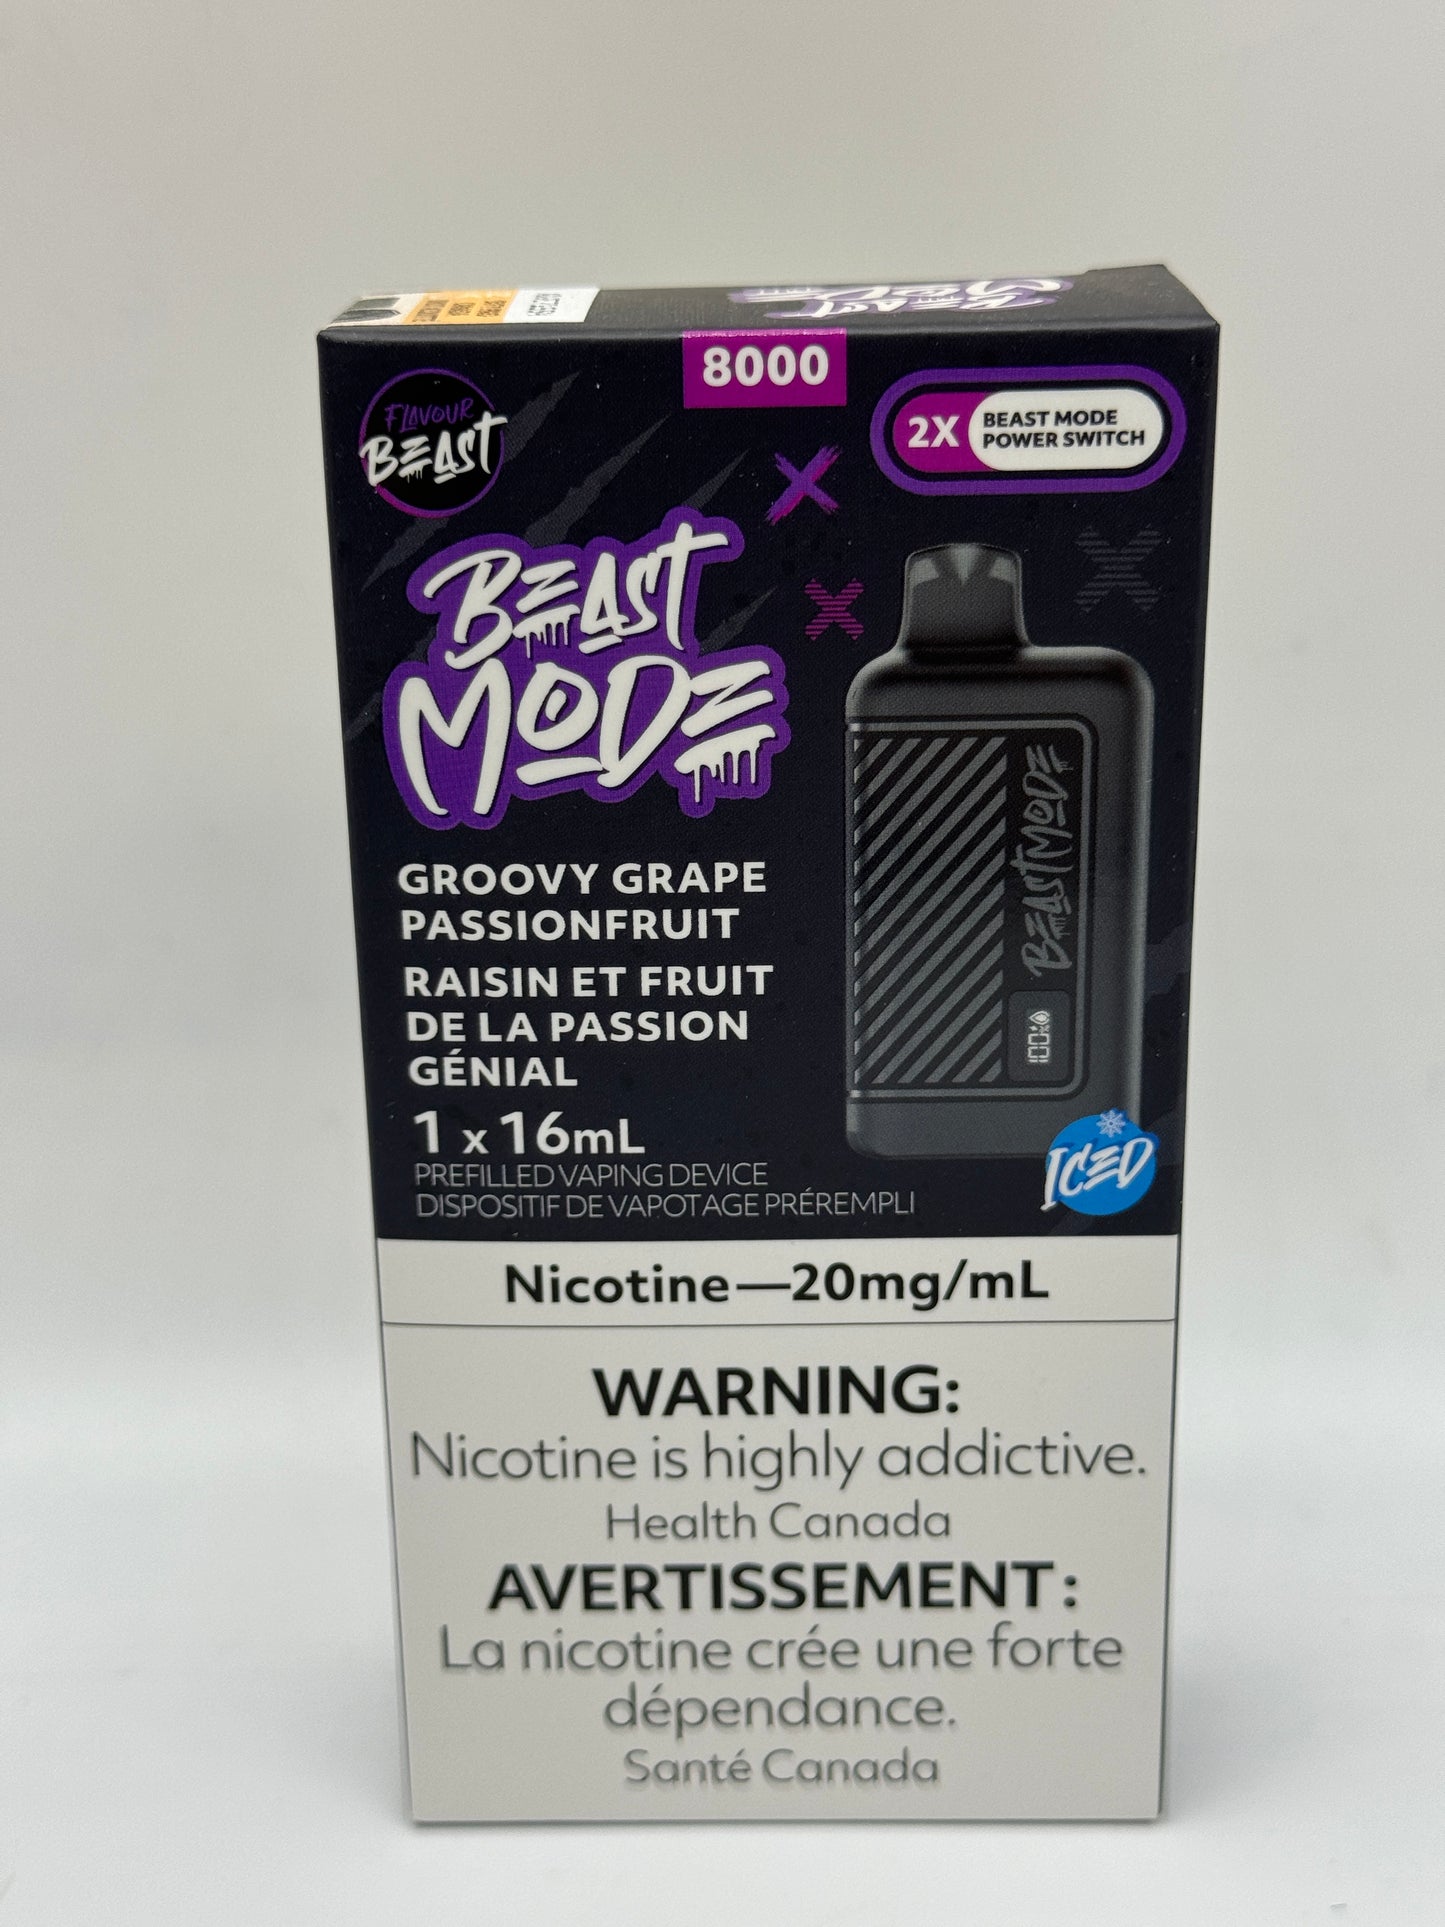 BEAST
MODE
8000
FLAVOUR
BEAST
2X
BEAST MODE
POWER SWITCH
BEAST
MODE
GROOVY GRAPE
PASSIONFRUIT
RAISIN ET FRUIT
DE LA PASSION
GÉNIAL
1 x 16mL
PREFILLED VAPING DEVICE
DISPOSITIF DE VAPOTAGE PRÉREMPLI
BEAST MODE
100%
ICED
Nicotine—20mg/mL
WARNING:
Nicotine is highly addictive.
Health Canada
AVERTISSEMENT :
La nicotine crée une forte
dépendance.
Santé Canada